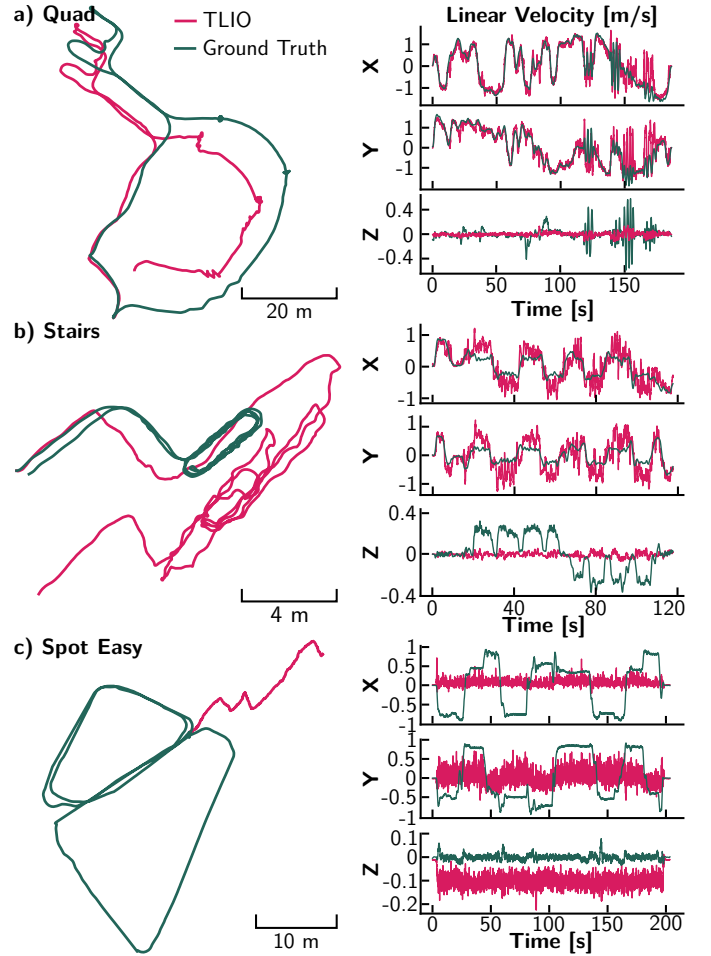 a) Quad
TLIO
Ground Truth
20 m
Linear Velocity [m/s]
X
1
0
-1
Y
1
0
-1
Z
0.4
0
-0.4
0 50 100 150
Time [s]
b) Stairs
4 m
X
1
0
-1
Y
1
0
-1
Z
0.4
0
-0.4
0 40 80 120
Time [s]
c) Spot Easy
10 m
X
1
0.5
0
-0.5
-1
Y
1
0.5
0
-0.5
1
Z
0.1
0
-0.1
-0.2
0 50 100 150 200
Time [s]